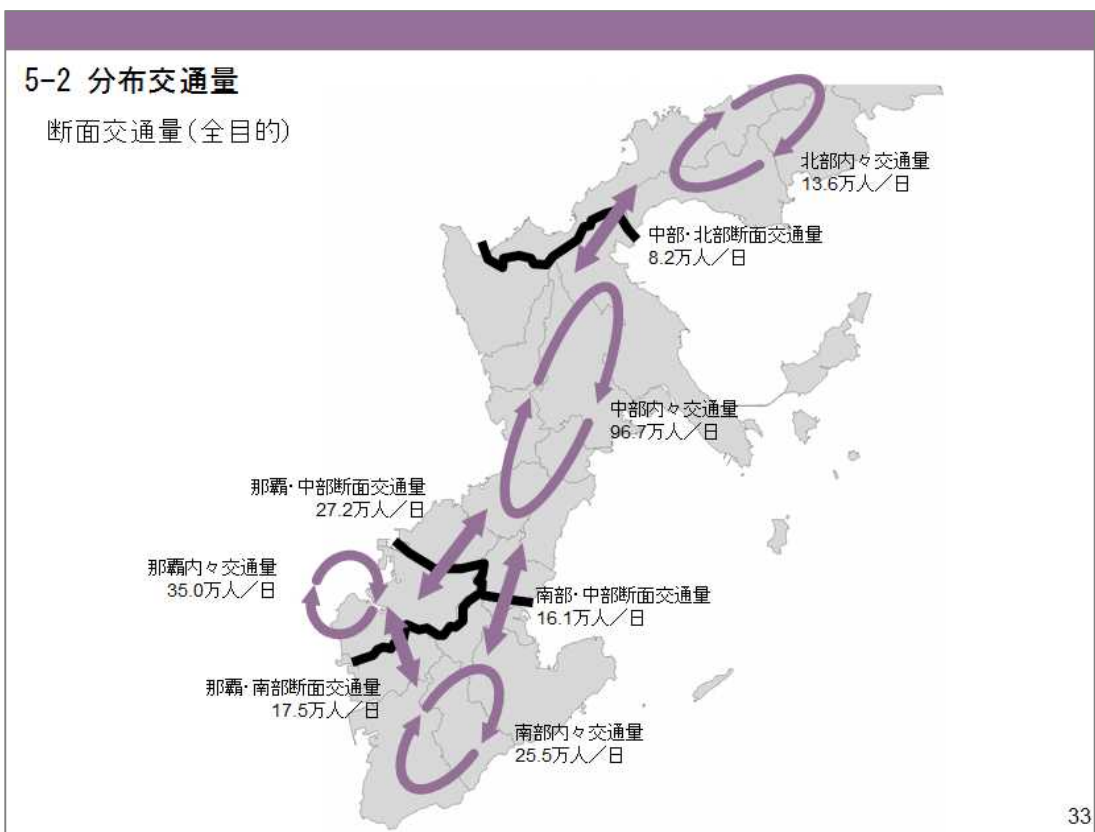 5-2 分布交通量
断面交通量(全目的)
北部内々交通量
13.6万人/日
中部・北部断面交通量
8.2万人/日
中部内々交通量
96.7万人/日
那覇・中部断面交通量
27.2万人/日
那覇内々交通量
35.0万人/日
南部・中部断面交通量
16.1万人/日
那覇・南部断面交通量
17.5万人/日
南部内々交通量
25.5万人/日
33